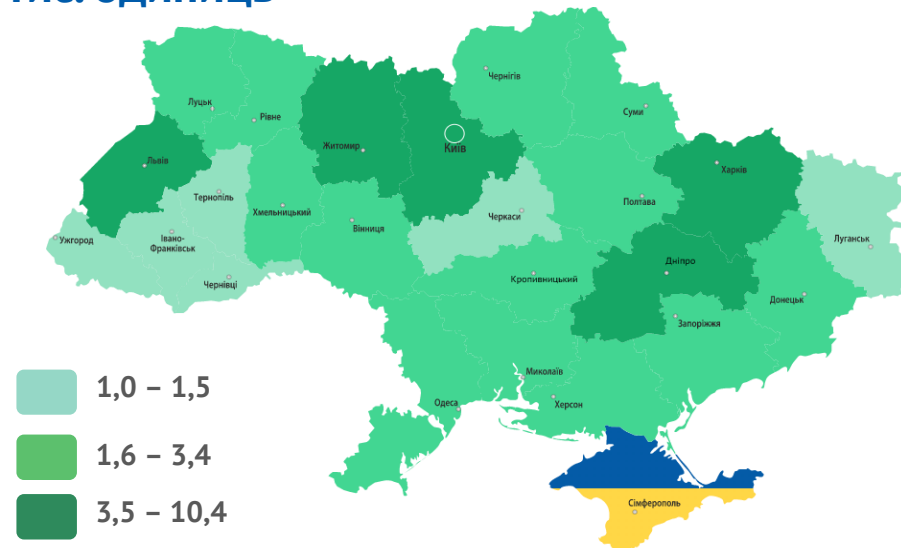 Чернігів
Луцьк
Рівне
Суми
Житомир
Київ
Львів
Харків
Тернопіль
Хмельницький
Полтава
Черкаси
Вінниця
Ужгород
Івано-
Франківськ
Луганськ
Чернівці
Дніпро
Кропивницький
Донецьк
Запоріжжя
Миколаїв
Одеса
Херсон
Сімферополь
1,0 – 1,5
1,6 – 3,4
3,5 – 10,4